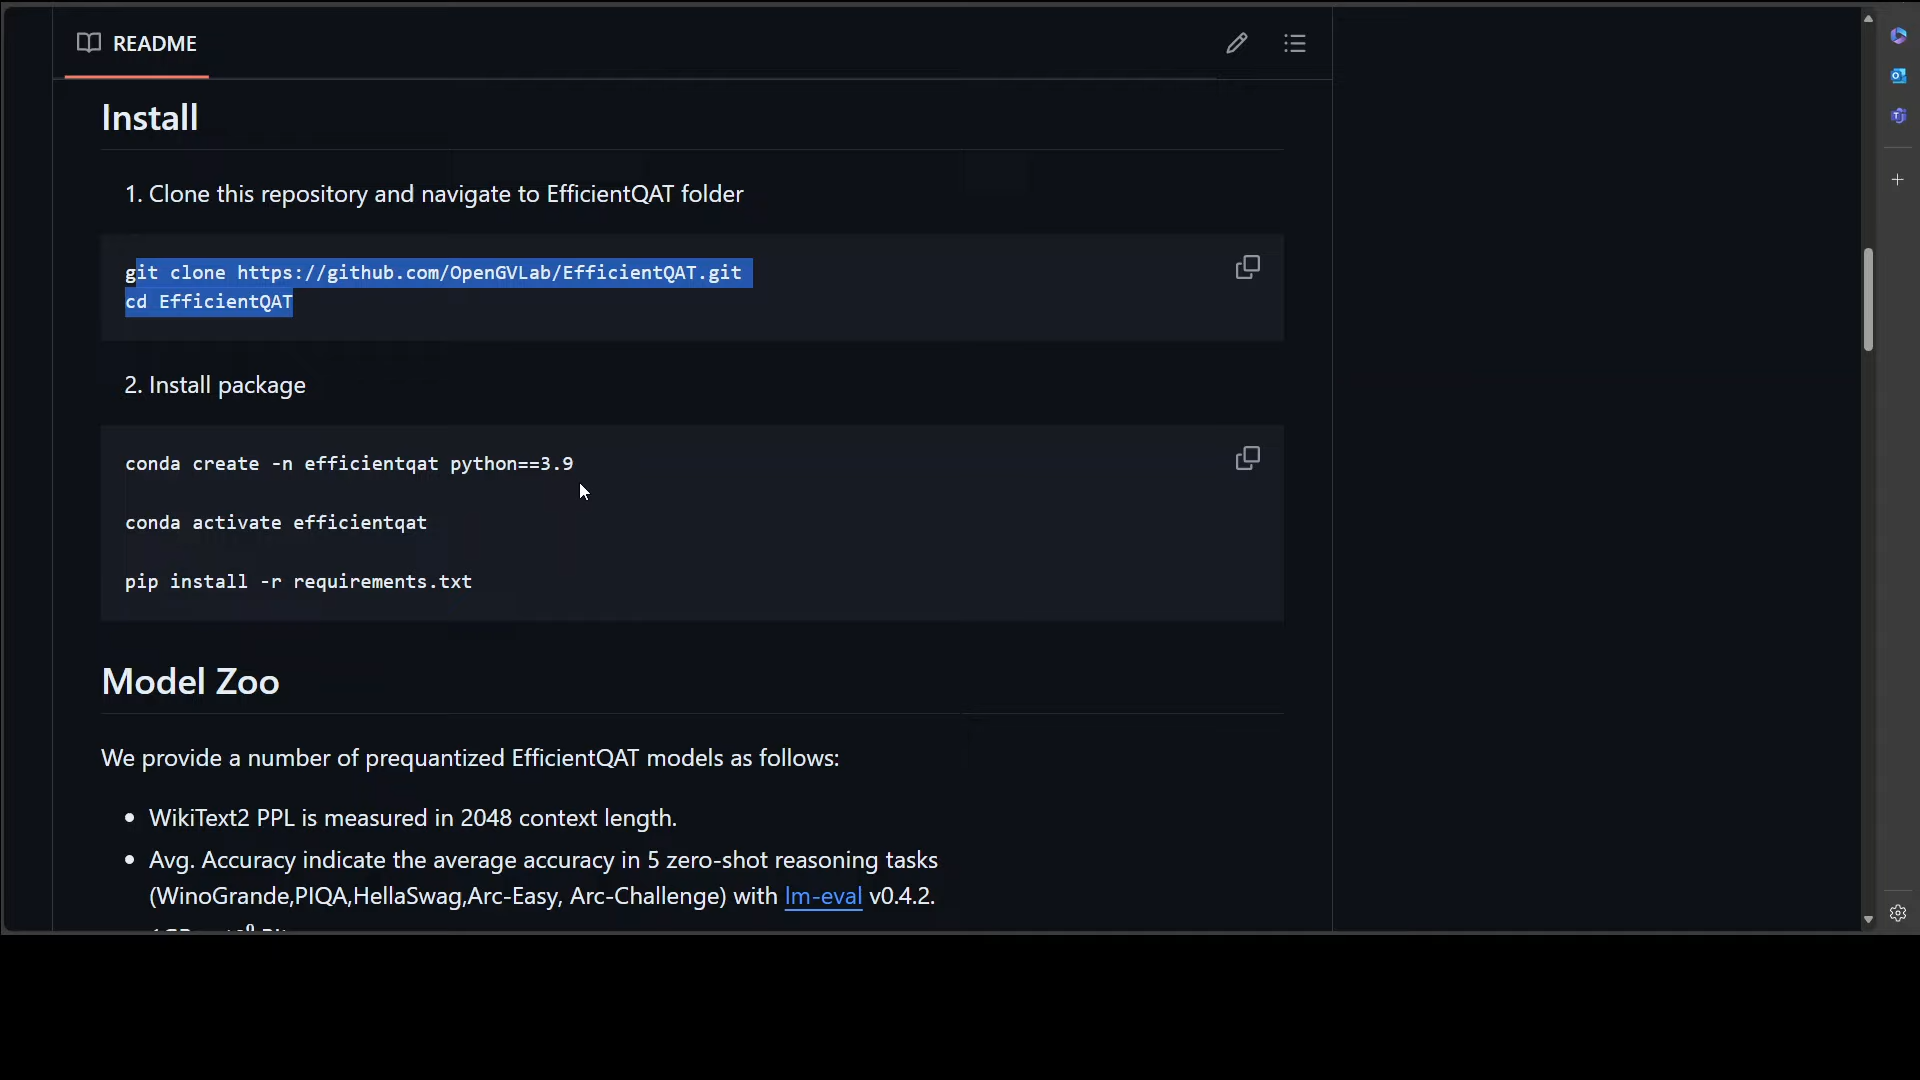 README
Install
1. Clone this repository and navigate to EfficientQAT folder
git clone https://github.com/OpenGVLab/EfficientQAT.git
cd EfficientQAT
2. Install package
conda create -n efficientqat python==3.9
conda activate efficientqat
pip install -r requirements.txt
Model Zoo
We provide a number of prequantized EfficientQAT models as follows:
• WikiText2 PPL is measured in 2048 context length.
• Avg. Accuracy indicate the average accuracy in 5 zero-shot reasoning tasks
(WinoGrande,PIQA,HellaSwag,Arc-Easy, Arc-Challenge) with lm-eval v0.4.2.